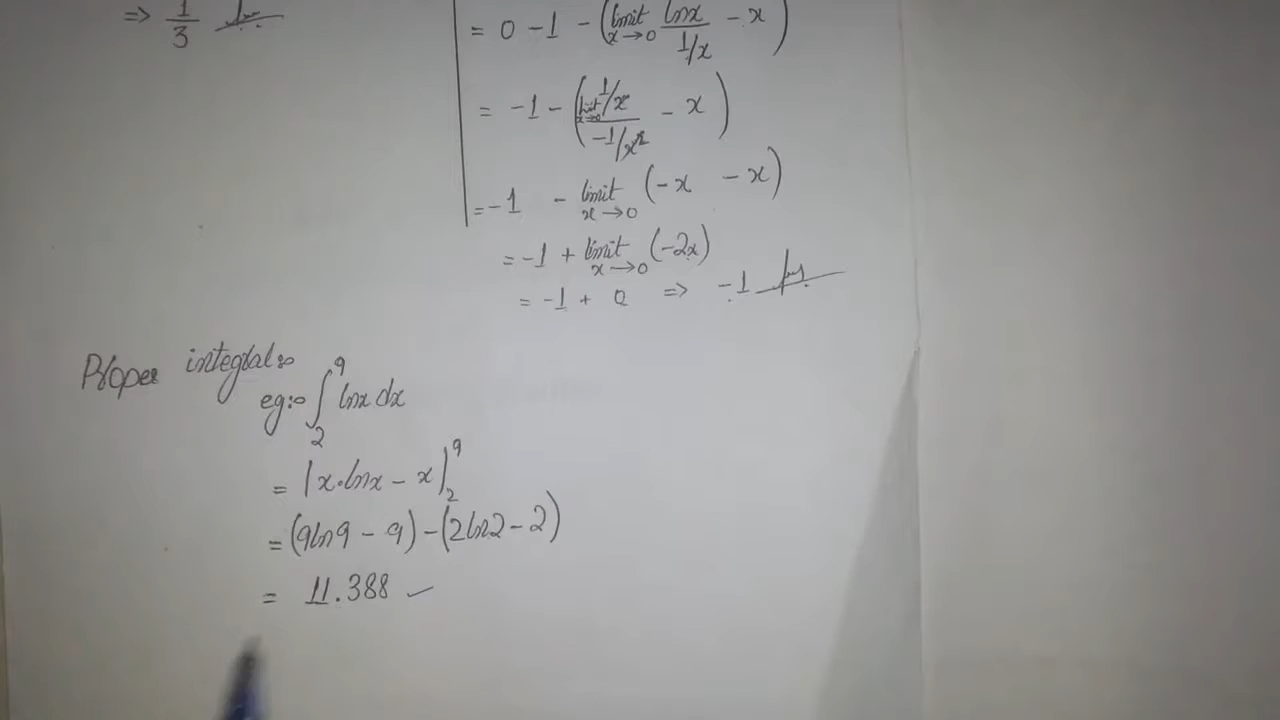 => 1/3 Ans
= 0 - 1 - (limit x→0 lnx / 1/x - x)
= -1 - (limit x→0 1/x / -1/x² - x)
= -1 - limit x→0 (-x - x)
= -1 + limit x→0 (-2x)
= -1 + 0 => -1 Ans
Proper integral:
eg: ∫₂⁹ lnx dx
= |x·lnx - x|₂⁹
= (9ln9 - 9) - (2ln2 - 2)
= 11.388 ✓